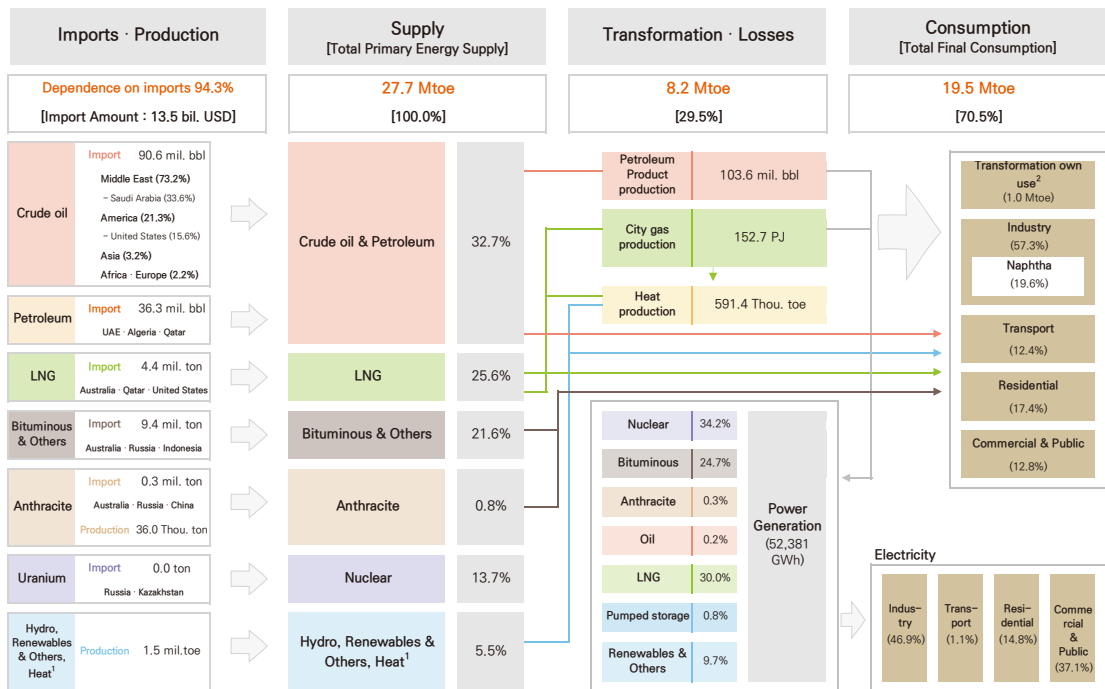 Imports · Production
Supply
[Total Primary Energy Supply]
Transformation · Losses
Consumption
[Total Final Consumption]
Dependence on imports 94.3%
[Import Amount : 13.5 bil. USD]
27.7 Mtoe
[100.0%]
8.2 Mtoe
[29.5%]
19.5 Mtoe
[70.5%]
Crude oil
Import 90.6 mil. bbl
Middle East (73.2%)
– Saudi Arabia (33.6%)
America (21.3%)
– United States (15.6%)
Asia (3.2%)
Africa · Europe (2.2%)
Petroleum
Import 36.3 mil. bbl
UAE · Algeria · Qatar
LNG
Import 4.4 mil. ton
Australia · Qatar · United States
Bituminous
& Others
Import 9.4 mil. ton
Australia · Russia · Indonesia
Anthracite
Import 0.3 mil. ton
Australia · Russia · China
Production 36.0 Thou. ton
Uranium
Import 0.0 ton
Russia · Kazakhstan
Hydro,
Renewables
& Others,
Heat1
Production 1.5 mil.toe
Crude oil & Petroleum 32.7%
LNG 25.6%
Bituminous & Others 21.6%
Anthracite 0.8%
Nuclear 13.7%
Hydro, Renewables &
Others, Heat1
5.5%
Petroleum
Product
production
103.6 mil. bbl
City gas
production
152.7 PJ
Heat
production
591.4 Thou. toe
Nuclear 34.2%
Bituminous 24.7%
Anthracite 0.3%
Oil 0.2%
LNG 30.0%
Pumped storage 0.8%
Renewables &
Others
9.7%
Power
Generation
(52,381
GWh)
Transformation own
use2
(1.0 Mtoe)
Industry
(57.3%)
Naphtha
(19.6%)
Transport
(12.4%)
Residential
(17.4%)
Commercial & Public
(12.8%)
Electricity
Indus–
try
(46.9%)
Trans–
port
(1.1%)
Resi–
dential
(14.8%)
Comme
rcial
&
Public
(37.1%)